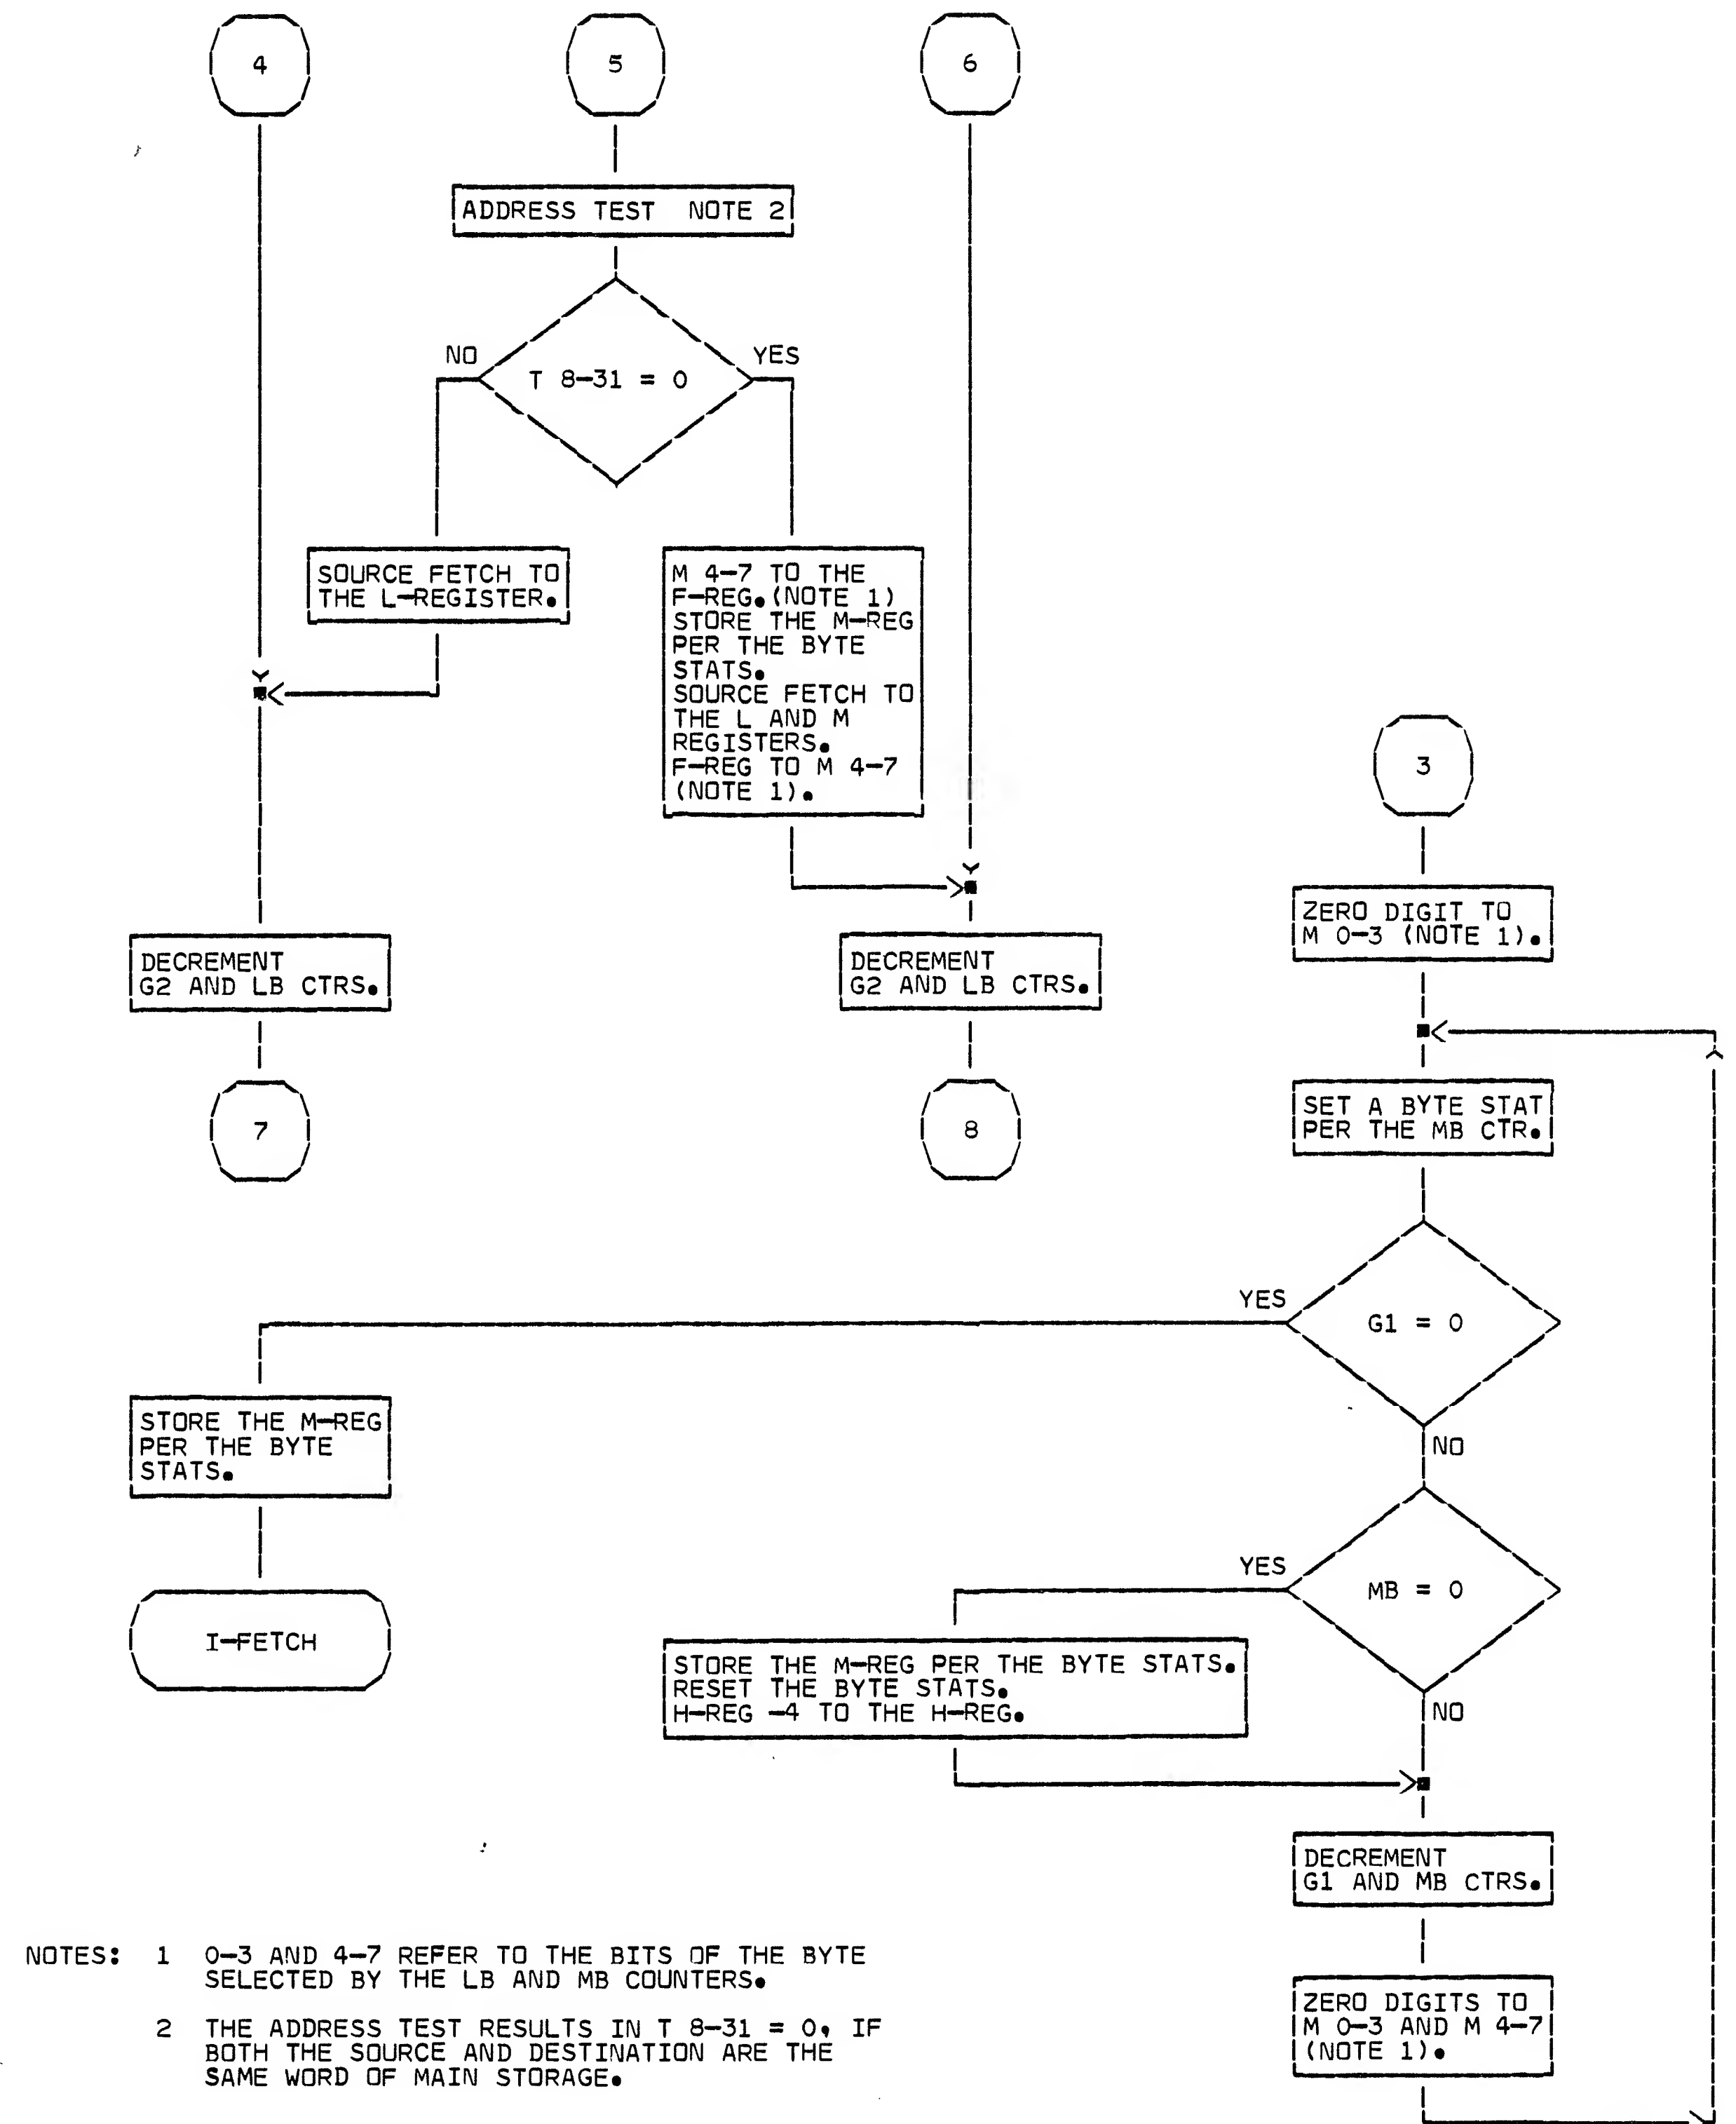 4
5
6
ADDRESS TEST  NOTE 2
NO
YES
T 8-31 = 0
SOURCE FETCH TO
THE L-REGISTER.
M 4-7 TO THE
F-REG.(NOTE 1)
STORE THE M-REG
PER THE BYTE
STATS.
SOURCE FETCH TO
THE L AND M
REGISTERS.
F-REG TO M 4-7
(NOTE 1).
DECREMENT
G2 AND LB CTRS.
7
DECREMENT
G2 AND LB CTRS.
8
3
ZERO DIGIT TO
M 0-3 (NOTE 1).
SET A BYTE STAT
PER THE MB CTR.
YES
G1 = 0
NO
STORE THE M-REG
PER THE BYTE
STATS.
I-FETCH
YES
MB = 0
NO
STORE THE M-REG PER THE BYTE STATS.
RESET THE BYTE STATS.
H-REG -4 TO THE H-REG.
DECREMENT
G1 AND MB CTRS.
ZERO DIGITS TO
M 0-3 AND M 4-7
(NOTE 1).
NOTES:  1  0-3 AND 4-7 REFER TO THE BITS OF THE BYTE
SELECTED BY THE LB AND MB COUNTERS.
2  THE ADDRESS TEST RESULTS IN T 8-31 = 0, IF
BOTH THE SOURCE AND DESTINATION ARE THE
SAME WORD OF MAIN STORAGE.